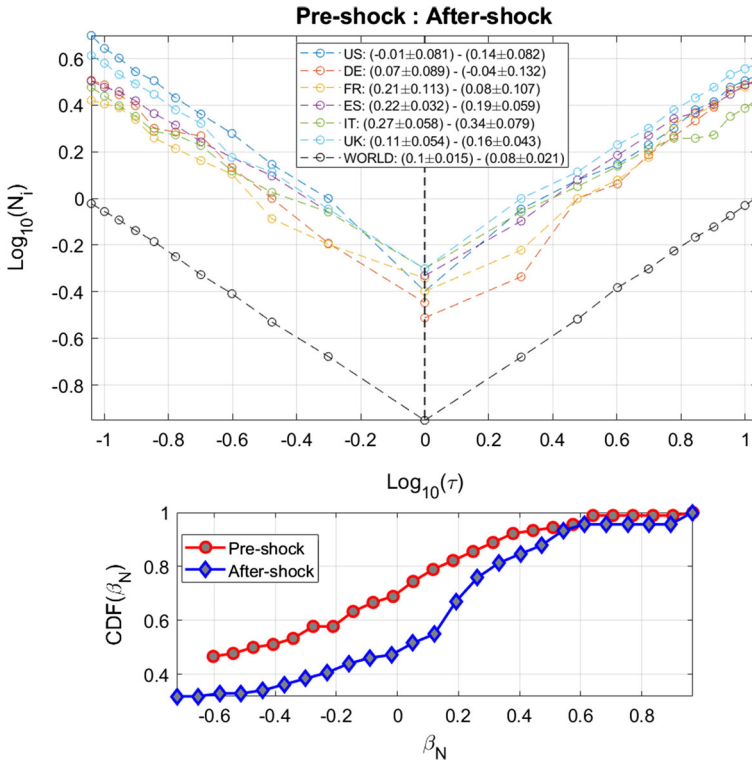 Pre-shock : After-shock
US: (-0.01±0.081) - (0.14±0.082)
DE: (0.07±0.089) - (-0.04±0.132)
FR: (0.21±0.113) - (0.08±0.107)
ES: (0.22±0.032) - (0.19±0.059)
IT: (0.27±0.058) - (0.34±0.079)
UK: (0.11±0.054) - (0.16±0.043)
WORLD: (0.1±0.015) - (0.08±0.021)
Log10(Ni)
0.6
0.4
0.2
0
-0.2
-0.4
-0.6
-0.8
-1 -0.8 -0.6 -0.4 -0.2 0 0.2 0.4 0.6 0.8 1
Log10(τ)
Pre-shock
After-shock
CDF(βN)
1
0.8
0.6
0.4
-0.6 -0.4 -0.2 0 0.2 0.4 0.6 0.8
βN